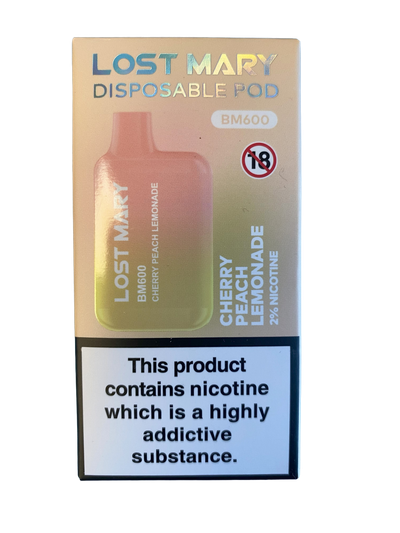 LOST MARY
DISPOSABLE POD
BM600
18
LOST MARY
BM600
CHERRY PEACH LEMONADE
CHERRY
PEACH
LEMONADE
2% NICOTINE
This product
contains nicotine
which is a highly
addictive
substance.